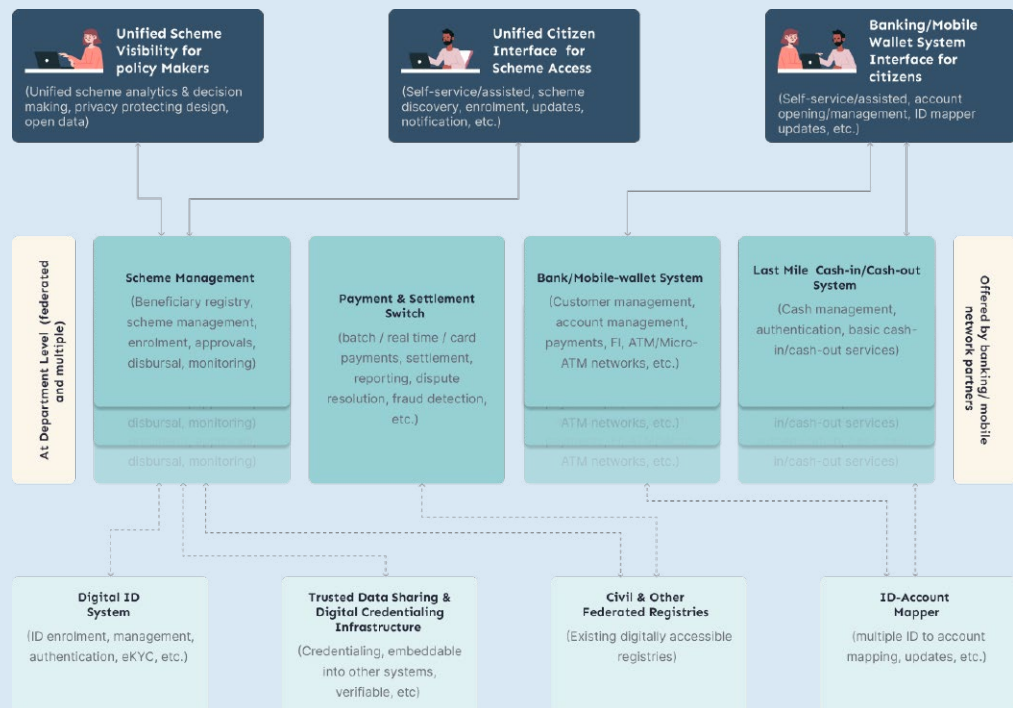 Unified Scheme
Visibility for
policy Makers
(Unified scheme analytics & decision
making, privacy protecting design,
open data)
Unified Citizen
Interface for
Scheme Access
(Self-service/assisted, scheme
discovery, enrolment, updates,
notification, etc.)
Banking/Mobile
Wallet System
Interface for
citizens
(Self-service/assisted, account
opening/management, ID mapper
updates, etc.)
At Department Level (federated
and multiple)
Scheme Management
(Beneficiary registry,
scheme management,
enrolment, approvals,
disbursal, monitoring)
disbursal, monitoring)
disbursal, monitoring)
Payment & Settlement
Switch
(batch / real time / card
payments, settlement,
reporting, dispute
resolution, fraud detection,
etc.)
Bank/Mobile-wallet System
(Customer management,
account management,
payments, FI, ATM/Micro-
ATM networks, etc.)
ATM networks, etc.)
ATM networks, etc.)
Last Mile Cash-in/Cash-out
System
(Cash management,
authentication, basic cash-
in/cash-out services)
in/cash-out services)
in/cash-out services)
Offered by banking/ mobile
network partners
Digital ID
System
(ID enrolment, management,
authentication, eKYC, etc.)
Trusted Data Sharing &
Digital Credentialing
Infrastructure
(Credentialing, embeddable
into other systems,
verifiable, etc)
Civil & Other
Federated Registries
(Existing digitally accessible
registries)
ID-Account
Mapper
(multiple ID to account
mapping, updates, etc.)